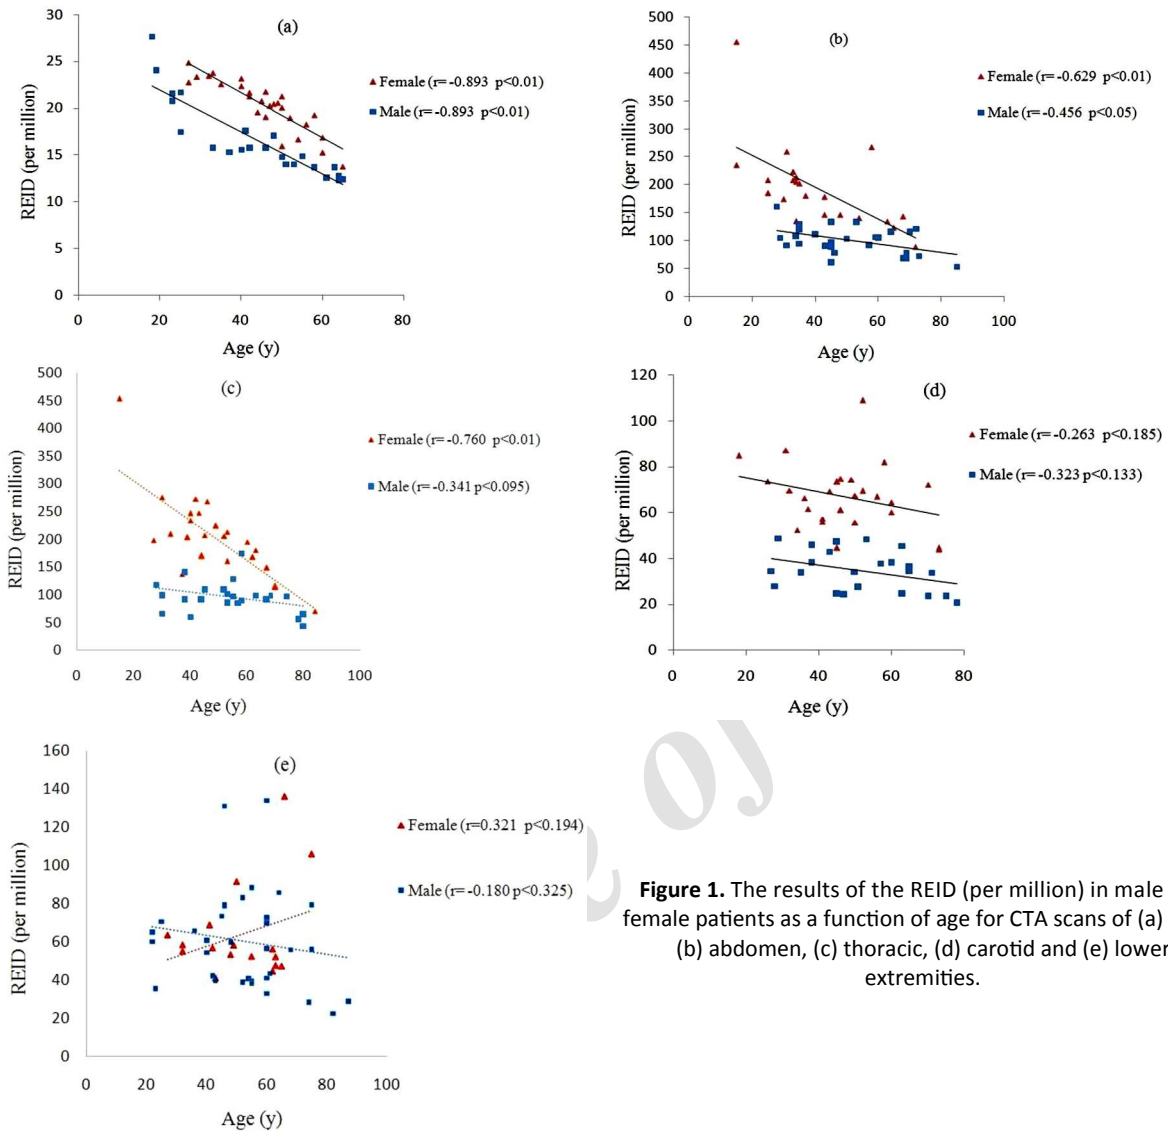 (a)
30
25
20
15
10
5
0
REID (per million)
0 20 40 60 80
Age (y)
Female (r= -0.893 p<0.01)
Male (r= -0.893 p<0.01)
(b)
500
450
400
350
300
250
200
150
100
50
0
REID (per million)
0 20 40 60 80 100
Age (y)
Female (r= -0.629 p<0.01)
Male (r= -0.456 p<0.05)
(c)
500
450
400
350
300
250
200
150
100
50
0
REID (per million)
0 20 40 60 80 100
Age (y)
Female (r= -0.760 p<0.01)
Male (r= -0.341 p<0.095)
(d)
120
100
80
60
40
20
0
REID (per million)
0 20 40 60 80
Age (y)
Female (r= -0.263 p<0.185)
Male (r= -0.323 p<0.133)
(e)
160
140
120
100
80
60
40
20
0
REID (per million)
0 20 40 60 80 100
Age (y)
Female (r=0.321 p<0.194)
Male (r= -0.180 p<0.325)
Figure 1. The results of the REID (per million) in male
female patients as a function of age for CTA scans of (a)
(b) abdomen, (c) thoracic, (d) carotid and (e) lower
extremities.